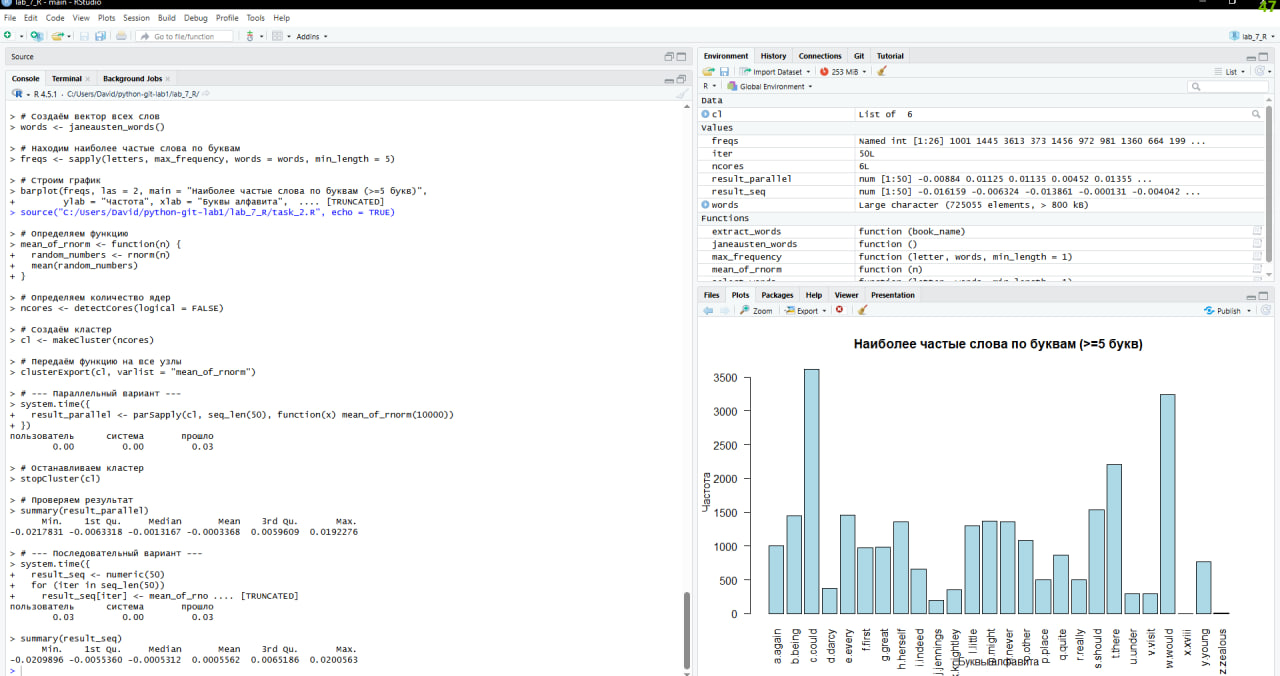 lab_7_R - main - RStudio
47
File Edit Code View Plots Session Build Debug Profile Tools Help
Go to file/function
Addins
lab_7_R
Source
Console Terminal Background Jobs
R 4.5.1 · C:/Users/David/python-git-lab1/lab_7_R/
> # Создаём вектор всех слов
> words <- janeausten_words()
> # Находим наиболее частые слова по буквам
> freqs <- sapply(letters, max_frequency, words = words, min_length = 5)
> # Строим график
> barplot(freqs, las = 2, main = "Наиболее частые слова по буквам (>=5 букв)",
+ ylab = "Частота", xlab = "Буквы алфавита", .... [TRUNCATED]
> source("C:/Users/David/python-git-lab1/lab_7_R/task_2.R", echo = TRUE)
> # Определяем функцию
> mean_of_rnorm <- function(n) {
+ random_numbers <- rnorm(n)
+ mean(random_numbers)
+ }
> # Определяем количество ядер
> ncores <- detectCores(logical = FALSE)
> # Создаём кластер
> cl <- makeCluster(ncores)
> # Передаём функцию на все узлы
> clusterExport(cl, varlist = "mean_of_rnorm")
> # --- Параллельный вариант ---
> system.time({
+ result_parallel <- parSapply(cl, seq_len(50), function(x) mean_of_rnorm(10000))
+ })
пользователь система прошло
0.00 0.00 0.03
> # Останавливаем кластер
> stopCluster(cl)
> # Проверяем результат
> summary(result_parallel)
Min. 1st Qu. Median Mean 3rd Qu. Max.
-0.0217831 -0.0063318 -0.0013167 -0.0003368 0.0059609 0.0192276
> # --- Последовательный вариант ---
> system.time({
+ result_seq <- numeric(50)
+ for (iter in seq_len(50))
+ result_seq[iter] <- mean_of_rno .... [TRUNCATED]
пользователь система прошло
0.03 0.00 0.03
> summary(result_seq)
Min. 1st Qu. Median Mean 3rd Qu. Max.
-0.0209896 -0.0055360 -0.0005312 0.0005562 0.0065186 0.0200563
>
Environment History Connections Git Tutorial
Import Dataset 253 MiB List
R Global Environment
Data
cl List of 6
Values
freqs Named int [1:26] 1001 1445 3613 373 1456 972 981 1360 664 199 ...
iter 50L
ncores 6L
result_parallel num [1:50] -0.00884 0.01125 0.01135 0.00452 0.01355 ...
result_seq num [1:50] -0.016159 -0.006324 -0.013861 -0.000131 -0.004042 ...
words Large character (725055 elements, > 800 kB)
Functions
extract_words function (book_name)
janeausten_words function ()
max_frequency function (letter, words, min_length = 1)
mean_of_rnorm function (n)
Files Plots Packages Help Viewer Presentation
Zoom Export Publish
Наиболее частые слова по буквам (>=5 букв)
Частота
3500
3000
2500
2000
1500
1000
500
0
a.again
b.being
c.could
d.darcy
e.every
f.first
g.great
h.herself
i.indeed
j.jennings
k.knightley
l.little
m.might
n.never
o.other
p.place
q.quite
r.really
s.should
t.there
u.under
v.visit
w.would
x.xviii
y.young
z.zealous
Буквы алфавита